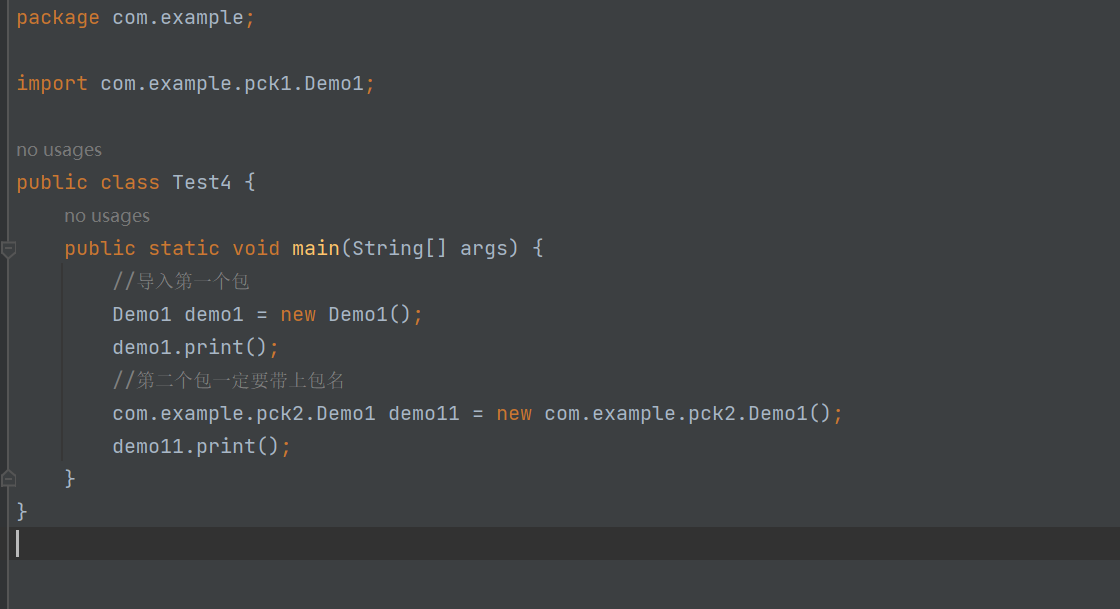 package com.example;
import com.example.pck1.Demo1;
no usages
public class Test4 {
no usages
public static void main(String[] args) {
//导入第一个包
Demo1 demo1 = new Demo1();
demo1.print();
//第二个包一定要带上包名
com.example.pck2.Demo1 demo11 = new com.example.pck2.Demo1();
demo11.print();
}
}